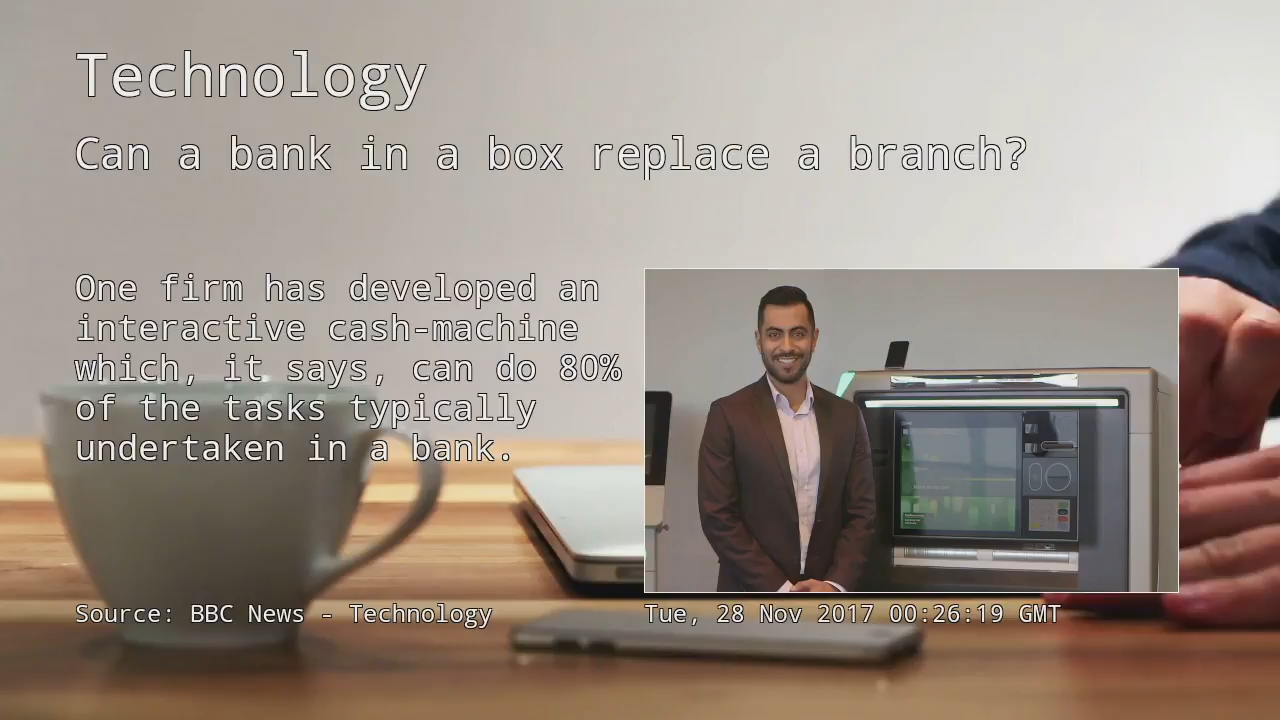 Technology
Can a bank in a box replace a branch?
One firm has developed an
interactive cash-machine
which, it says, can do 80%
of the tasks typically
undertaken in a bank.
Source: BBC News - Technology
Tue, 28 Nov 2017 00:26:19 GMT